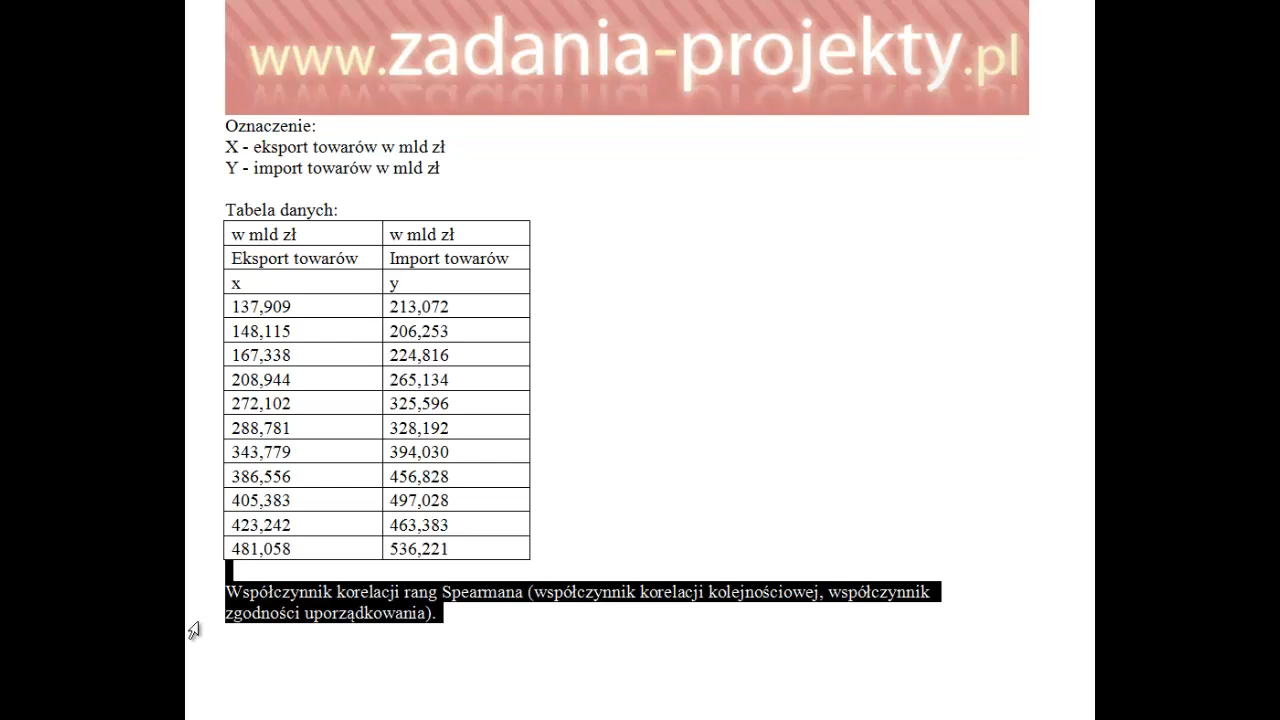 www.zadania-projekty.pl
Oznaczenie:
X - eksport towarów w mld zł
Y - import towarów w mld zł
Tabela danych:
w mld zł w mld zł
Eksport towarów Import towarów
x y
137,909 213,072
148,115 206,253
167,338 224,816
208,944 265,134
272,102 325,596
288,781 328,192
343,779 394,030
386,556 456,828
405,383 497,028
423,242 463,383
481,058 536,221
Współczynnik korelacji rang Spearmana (współczynnik korelacji kolejnościowej, współczynnik
zgodności uporządkowania).